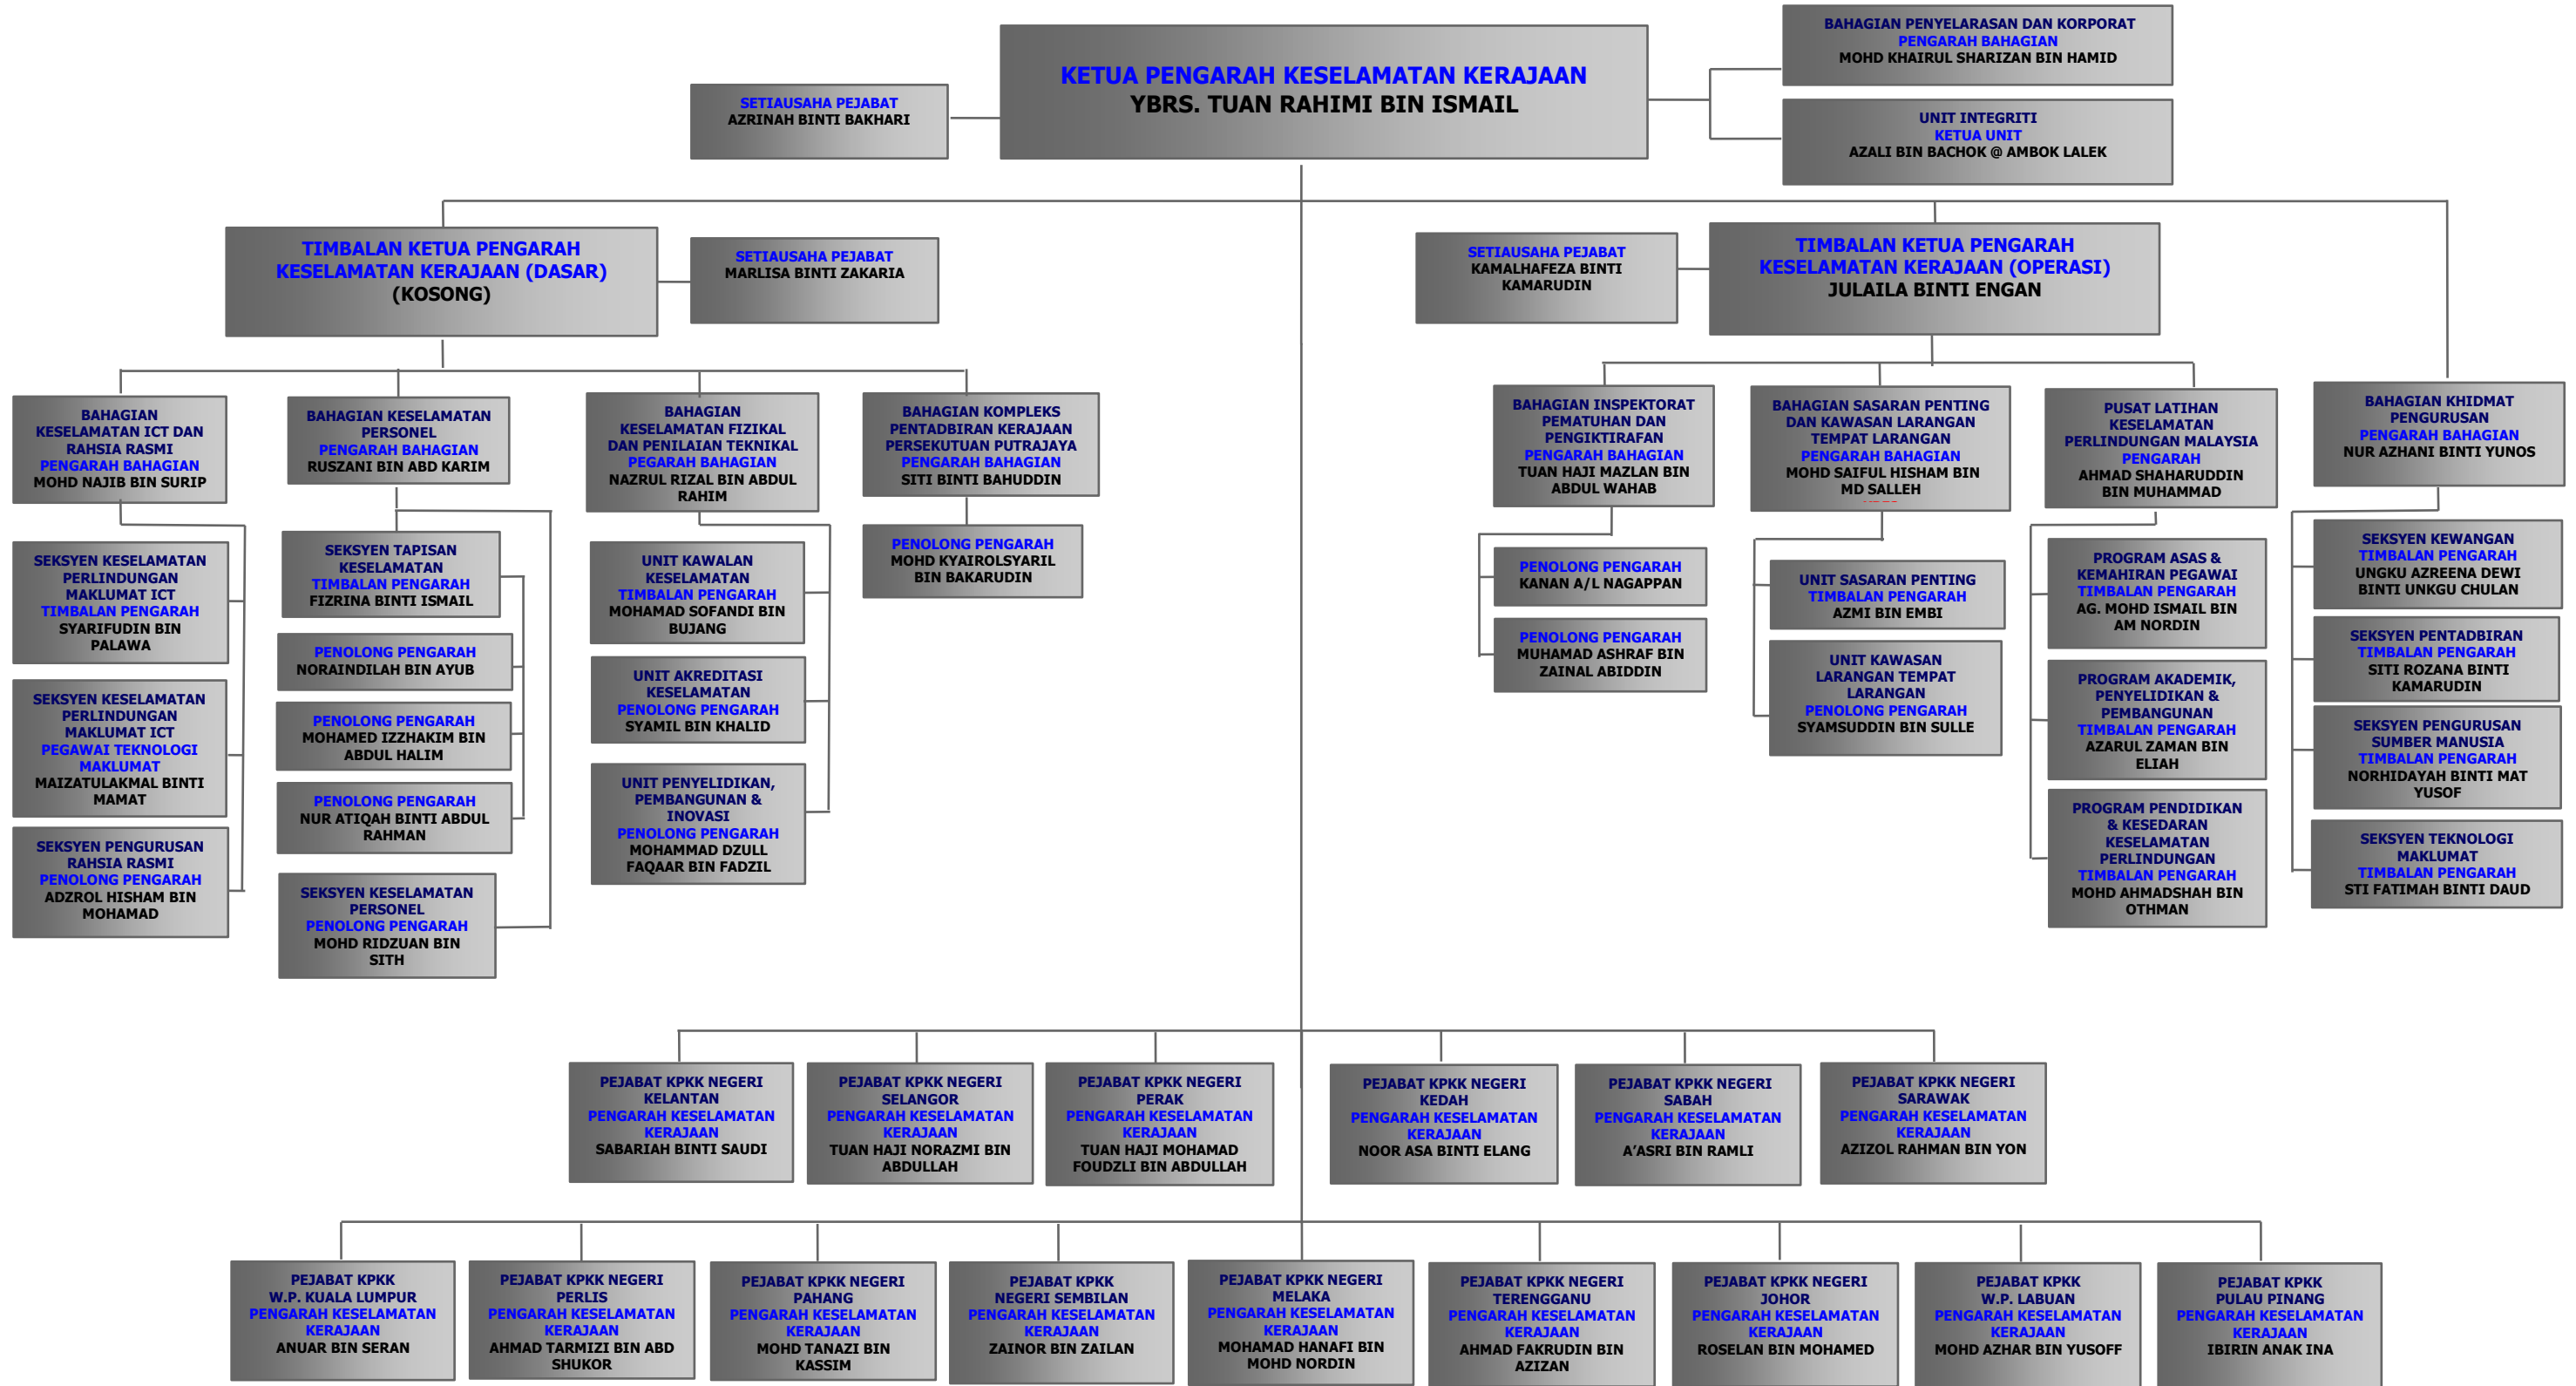 BAHAGIAN PENYELARASAN DAN KORPORAT
PENGARAH BAHAGIAN
MOHD KHAIRUL SHARIZAN BIN HAMID
KETUA PENGARAH KESELAMATAN KERAJAAN
YBRS. TUAN RAHIMI BIN ISMAIL
SETIAUSAHA PEJABAT
AZRINAH BINTI BAKHARI
UNIT INTEGRITI
KETUA UNIT
AZALI BIN BACHOK @ AMBOK LALEK
TIMBALAN KETUA PENGARAH
KESELAMATAN KERAJAAN (DASAR)
(KOSONG)
SETIAUSAHA PEJABAT
MARLISA BINTI ZAKARIA
SETIAUSAHA PEJABAT
KAMALHAFEZA BINTI
KAMARUDIN
TIMBALAN KETUA PENGARAH
KESELAMATAN KERAJAAN (OPERASI)
JULAILA BINTI ENGAN
BAHAGIAN
KESELAMATAN ICT DAN
RAHSIA RASMI
PENGARAH BAHAGIAN
MOHD NAJIB BIN SURIP
BAHAGIAN KESELAMATAN
PERSONEL
PENGARAH BAHAGIAN
RUSZANI BIN ABD KARIM
BAHAGIAN
KESELAMATAN FIZIKAL
DAN PENILAIAN TEKNIKAL
PEGARAH BAHAGIAN
NAZRUL RIZAL BIN ABDUL
RAHIM
BAHAGIAN KOMPLEKS
PENTADBIRAN KERAJAAN
PERSEKUTUAN PUTRAJAYA
PENGARAH BAHAGIAN
SITI BINTI BAHUDDIN
BAHAGIAN INSPEKTORAT
PEMATUHAN DAN
PENGIKTIRAFAN
PENGARAH BAHAGIAN
TUAN HAJI MAZLAN BIN
ABDUL WAHAB
BAHAGIAN SASARAN PENTING
DAN KAWASAN LARANGAN
TEMPAT LARANGAN
PENGARAH BAHAGIAN
MOHD SAIFUL HISHAM BIN
MD SALLEH
PUSAT LATIHAN
KESELAMATAN
PERLINDUNGAN MALAYSIA
PENGARAH
AHMAD SHAHARUDDIN
BIN MUHAMMAD
BAHAGIAN KHIDMAT
PENGURUSAN
PENGARAH BAHAGIAN
NUR AZHANI BINTI YUNOS
SEKSYEN KESELAMATAN
PERLINDUNGAN
MAKLUMAT ICT
TIMBALAN PENGARAH
SYARIFUDIN BIN
PALAWA
SEKSYEN KESELAMATAN
PERLINDUNGAN
MAKLUMAT ICT
PEGAWAI TEKNOLOGI
MAKLUMAT
MAIZATULAKMAL BINTI
MAMAT
SEKSYEN PENGURUSAN
RAHSIA RASMI
PENOLONG PENGARAH
ADZROL HISHAM BIN
MOHAMAD
SEKSYEN TAPISAN
KESELAMATAN
TIMBALAN PENGARAH
FIZRINA BINTI ISMAIL
PENOLONG PENGARAH
NORAINDILAH BIN AYUB
PENOLONG PENGARAH
MOHAMED IZZHAKIM BIN
ABDUL HALIM
PENOLONG PENGARAH
NUR ATIQAH BINTI ABDUL
RAHMAN
SEKSYEN KESELAMATAN
PERSONEL
PENOLONG PENGARAH
MOHD RIDZUAN BIN
SITH
UNIT KAWALAN
KESELAMATAN
TIMBALAN PENGARAH
MOHAMAD SOFANDI BIN
BUJANG
UNIT AKREDITASI
KESELAMATAN
PENOLONG PENGARAH
SYAMIL BIN KHALID
UNIT PENYELIDIKAN,
PEMBANGUNAN &
INOVASI
PENOLONG PENGARAH
MOHAMMAD DZULL
FAQAAR BIN FADZIL
PENOLONG PENGARAH
MOHD KYAIROLSYARIL
BIN BAKARUDIN
PENOLONG PENGARAH
KANAN A/L NAGAPPAN
PENOLONG PENGARAH
MUHAMAD ASHRAF BIN
ZAINAL ABIDDIN
UNIT SASARAN PENTING
TIMBALAN PENGARAH
AZMI BIN EMBI
UNIT KAWASAN
LARANGAN TEMPAT
LARANGAN
PENOLONG PENGARAH
SYAMSUDDIN BIN SULLE
PROGRAM ASAS &
KEMAHIRAN PEGAWAI
TIMBALAN PENGARAH
AG. MOHD ISMAIL BIN
AM NORDIN
PROGRAM AKADEMIK,
PENYELIDIKAN &
PEMBANGUNAN
TIMBALAN PENGARAH
AZARUL ZAMAN BIN
ELIAH
PROGRAM PENDIDIKAN
& KESEDARAN
KESELAMATAN
PERLINDUNGAN
TIMBALAN PENGARAH
MOHD AHMADSHAH BIN
OTHMAN
SEKSYEN KEWANGAN
TIMBALAN PENGARAH
UNGKU AZREENA DEWI
BINTI UNKGU CHULAN
SEKSYEN PENTADBIRAN
TIMBALAN PENGARAH
SITI ROZANA BINTI
KAMARUDIN
SEKSYEN PENGURUSAN
SUMBER MANUSIA
TIMBALAN PENGARAH
NORHIDAYAH BINTI MAT
YUSOF
SEKSYEN TEKNOLOGI
MAKLUMAT
TIMBALAN PENGARAH
STI FATIMAH BINTI DAUD
PEJABAT KPKK NEGERI
KELANTAN
PENGARAH KESELAMATAN
KERAJAAN
SABARIAH BINTI SAUDI
PEJABAT KPKK NEGERI
SELANGOR
PENGARAH KESELAMATAN
KERAJAAN
TUAN HAJI NORAZMI BIN
ABDULLAH
PEJABAT KPKK NEGERI
PERAK
PENGARAH KESELAMATAN
KERAJAAN
TUAN HAJI MOHAMAD
FOUDZLI BIN ABDULLAH
PEJABAT KPKK NEGERI
KEDAH
PENGARAH KESELAMATAN
KERAJAAN
NOOR ASA BINTI ELANG
PEJABAT KPKK NEGERI
SABAH
PENGARAH KESELAMATAN
KERAJAAN
A’ASRI BIN RAMLI
PEJABAT KPKK NEGERI
SARAWAK
PENGARAH KESELAMATAN
KERAJAAN
AZIZOL RAHMAN BIN YON
PEJABAT KPKK
W.P. KUALA LUMPUR
PENGARAH KESELAMATAN
KERAJAAN
ANUAR BIN SERAN
PEJABAT KPKK NEGERI
PERLIS
PENGARAH KESELAMATAN
KERAJAAN
AHMAD TARMIZI BIN ABD
SHUKOR
PEJABAT KPKK NEGERI
PAHANG
PENGARAH KESELAMATAN
KERAJAAN
MOHD TANAZI BIN
KASSIM
PEJABAT KPKK
NEGERI SEMBILAN
PENGARAH KESELAMATAN
KERAJAAN
ZAINOR BIN ZAILAN
PEJABAT KPKK NEGERI
MELAKA
PENGARAH KESELAMATAN
KERAJAAN
MOHAMAD HANAFI BIN
MOHD NORDIN
PEJABAT KPKK NEGERI
TERENGGANU
PENGARAH KESELAMATAN
KERAJAAN
AHMAD FAKRUDIN BIN
AZIZAN
PEJABAT KPKK NEGERI
JOHOR
PENGARAH KESELAMATAN
KERAJAAN
ROSELAN BIN MOHAMED
PEJABAT KPKK
W.P. LABUAN
PENGARAH KESELAMATAN
KERAJAAN
MOHD AZHAR BIN YUSOFF
PEJABAT KPKK
PULAU PINANG
PENGARAH KESELAMATAN
KERAJAAN
IBIRIN ANAK INA